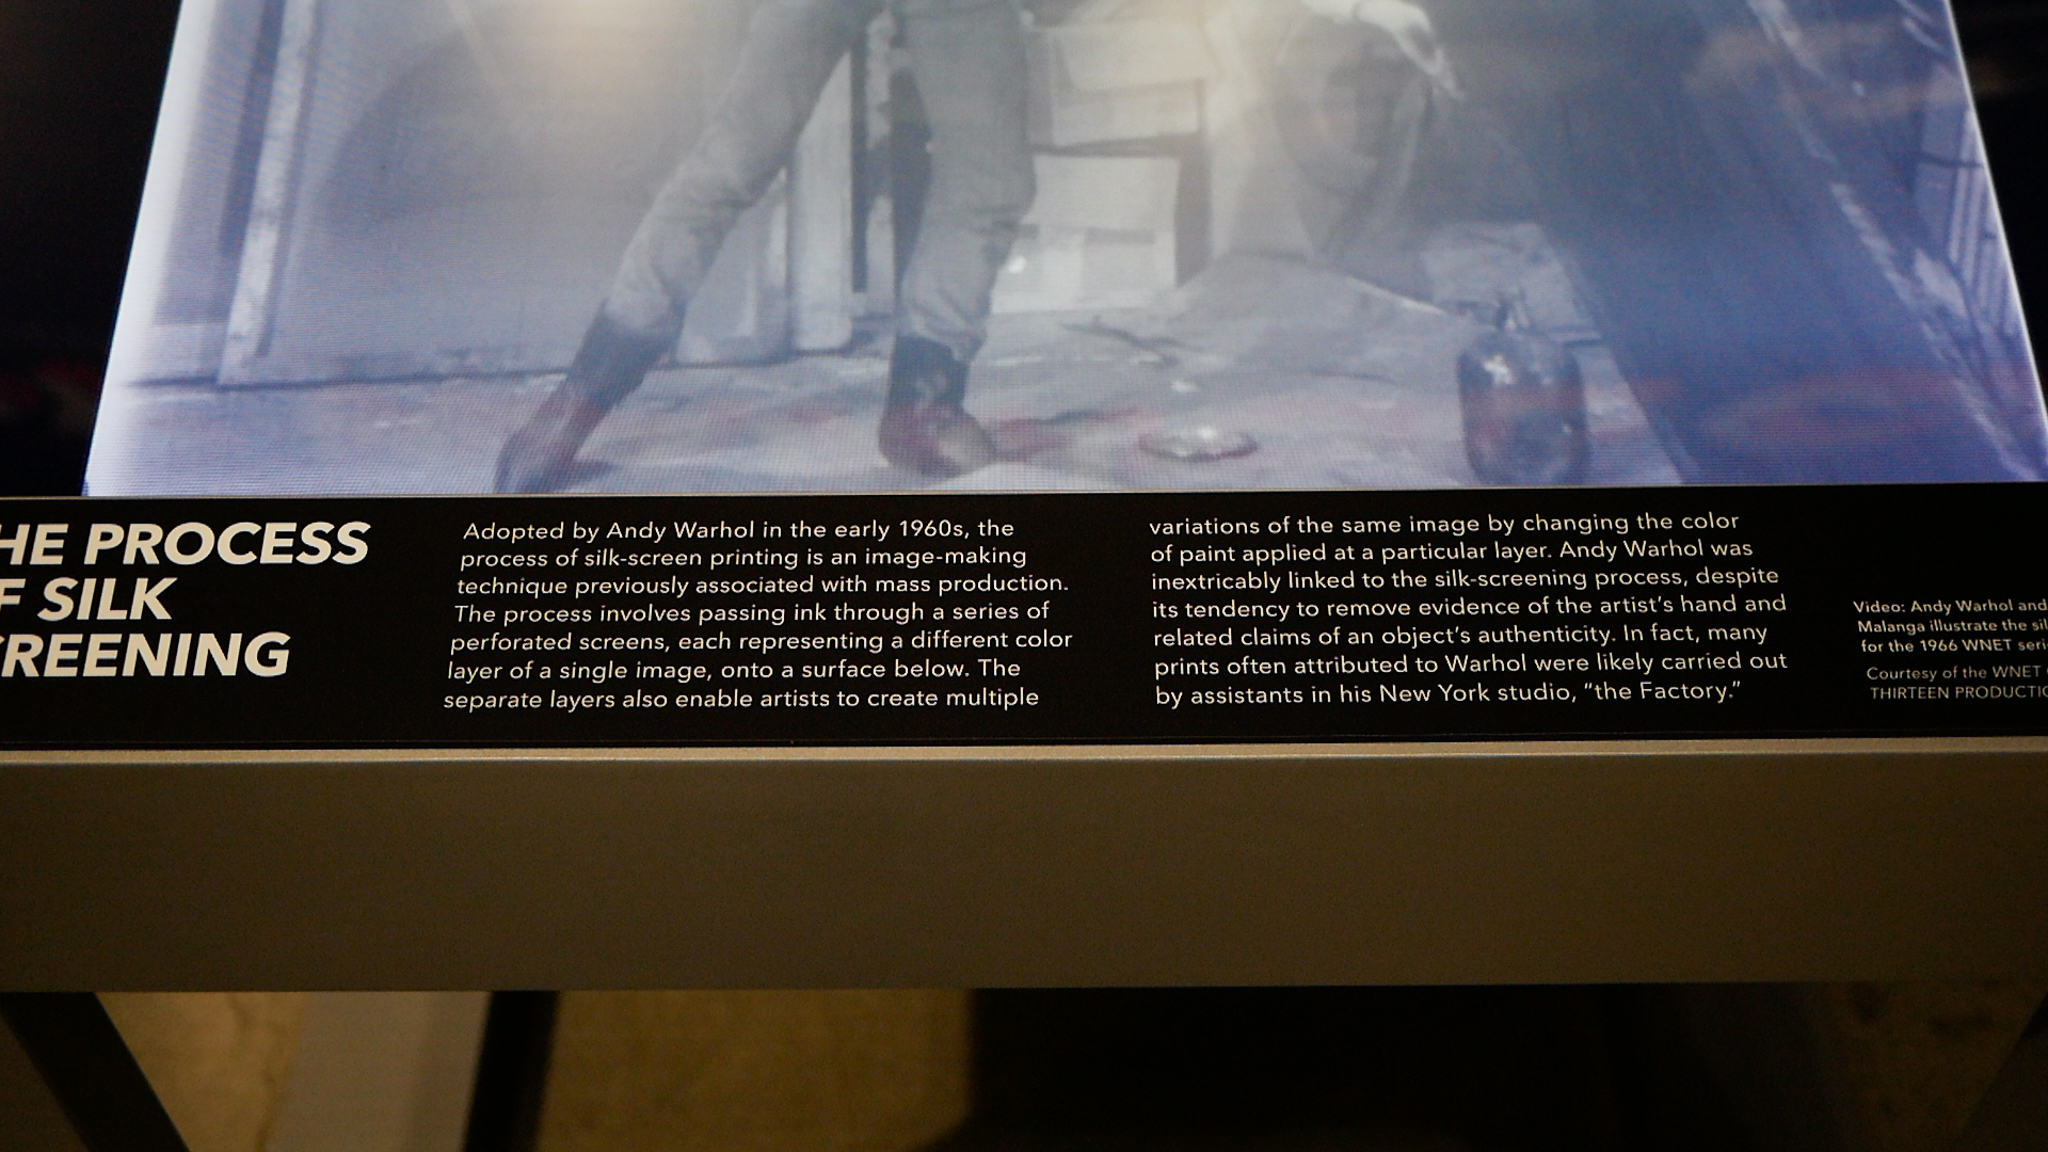 HE PROCESS
F SILK
CREENING
Adopted by Andy Warhol in the early 1960s, the
process of silk-screen printing is an image-making
technique previously associated with mass production.
The process involves passing ink through a series of
perforated screens, each representing a different color
layer of a single image, onto a surface below. The
separate layers also enable artists to create multiple
variations of the same image by changing the color
of paint applied at a particular layer. Andy Warhol was
inextricably linked to the silk-screening process, despite
its tendency to remove evidence of the artist's hand and
related claims of an object's authenticity. In fact, many
prints often attributed to Warhol were likely carried out
by assistants in his New York studio, “the Factory.”
Video: Andy Warhol and
Malanga illustrate the
for the 1966 WNET
Courtesy of the WNET
THIRTEEN